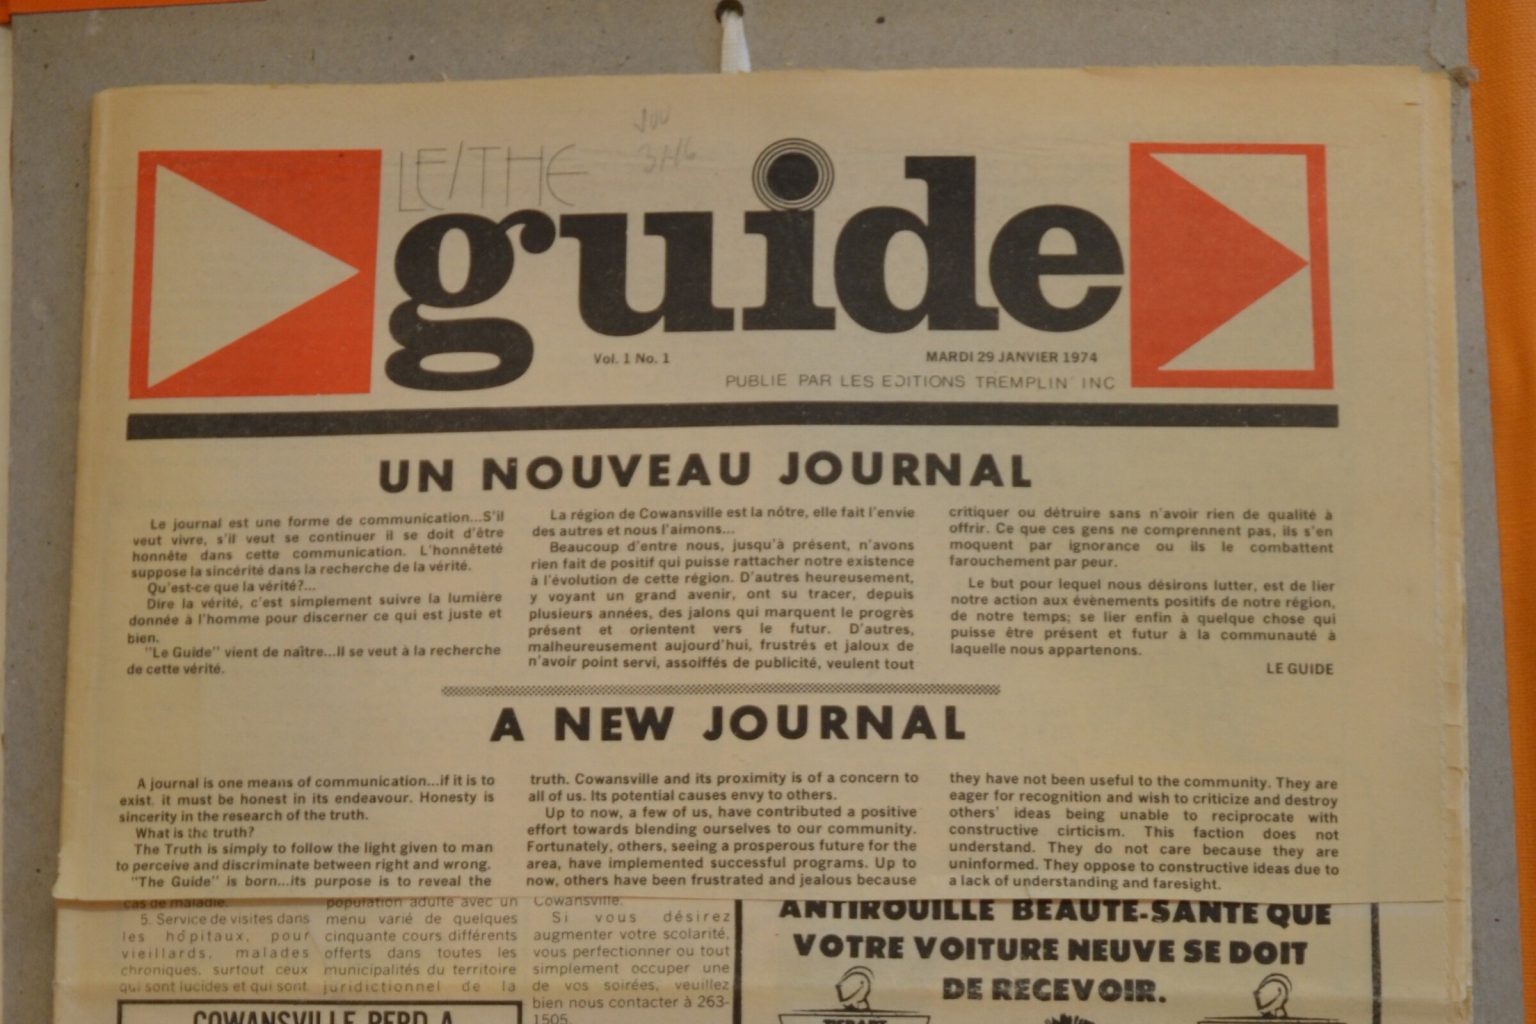 LE/THE
guide
Vol. 1 No. 1
MARDI 29 JANVIER 1974
PUBLIE PAR LES EDITIONS TREMPLIN INC
UN NOUVEAU JOURNAL
Le journal est une forme de communication...S'il
veut vivre, s'il veut se continuer il se doit d'être
honnête dans cette communication. L'honnêteté
suppose la sincérité dans la recherche de la vérité.
Qu'est-ce que la vérité?...
Dire la vérité, c'est simplement suivre la lumière
donnée à l'homme pour discerner ce qui est juste et
bien.
"Le Guide" vient de naître...Il se veut à la recherche
de cette vérité.
La région de Cowansville est la nôtre, elle fait l'envie
des autres et nous l'aimons...
Beaucoup d'entre nous, jusqu'à présent, n'avons
rien fait de positif qui puisse rattacher notre existence
à l'évolution de cette région. D'autres heureusement,
y voyant un grand avenir, ont su tracer, depuis
plusieurs années, des jalons qui marquent le progrès
présent et orientent vers le futur. D'autres,
malheureusement aujourd'hui, frustrés et jaloux de
n'avoir point servi, assoiffés de publicité, veulent tout
critiquer ou détruire sans n'avoir rien de qualité à
offrir. Ce que ces gens ne comprennent pas, ils s'en
moquent par ignorance ou ils le combattent
farouchement par peur.
Le but pour lequel nous désirons lutter, est de lier
notre action aux évènements positifs de notre région,
de notre temps; se lier enfin à quelque chose qui
puisse être présent et futur à la communauté à
laquelle nous appartenons.
LE GUIDE
A NEW JOURNAL
A journal is one means of communication...if it is to
exist, it must be honest in its endeavour. Honesty is
sincerity in the research of the truth.
What is the truth?
The Truth is simply to follow the light given to man
to perceive and discriminate between right and wrong.
"The Guide" is born...its purpose is to reveal the
truth. Cowansville and its proximity is of a concern to
all of us. Its potential causes envy to others.
Up to now, a few of us, have contributed a positive
effort towards blending ourselves to our community.
Fortunately, others, seeing a prosperous future for the
area, have implemented successful programs. Up to
now, others have been frustrated and jealous because
they have not been useful to the community. They are
eager for recognition and wish to criticize and destroy
others' ideas being unable to reciprocate with
constructive cirticism. This faction does not
understand. They do not care because they are
uninformed. They oppose to constructive ideas due to
a lack of understanding and faresight.
cas de maladie.
5. Service de visites dans
les hôpitaux, pour
vieillards, malades
chroniques, surtout ceux
qui sont lucides et qui sont
population adulte avec un
menu varié de quelques
cinquante cours différents
offerts dans toutes les
municipalités du territoire
juridictionnel de la
Cowansville.
Si vous désirez
augmenter votre scolarité,
vous perfectionner ou tout
simplement occuper une
de vos soirées, veuillez
bien nous contacter à 263-
1505.
ANTIROUILLE BEAUTE-SANTE QUE
VOTRE VOITURE NEUVE SE DOIT
DE RECEVOIR.
COWANSVILLE PERD A